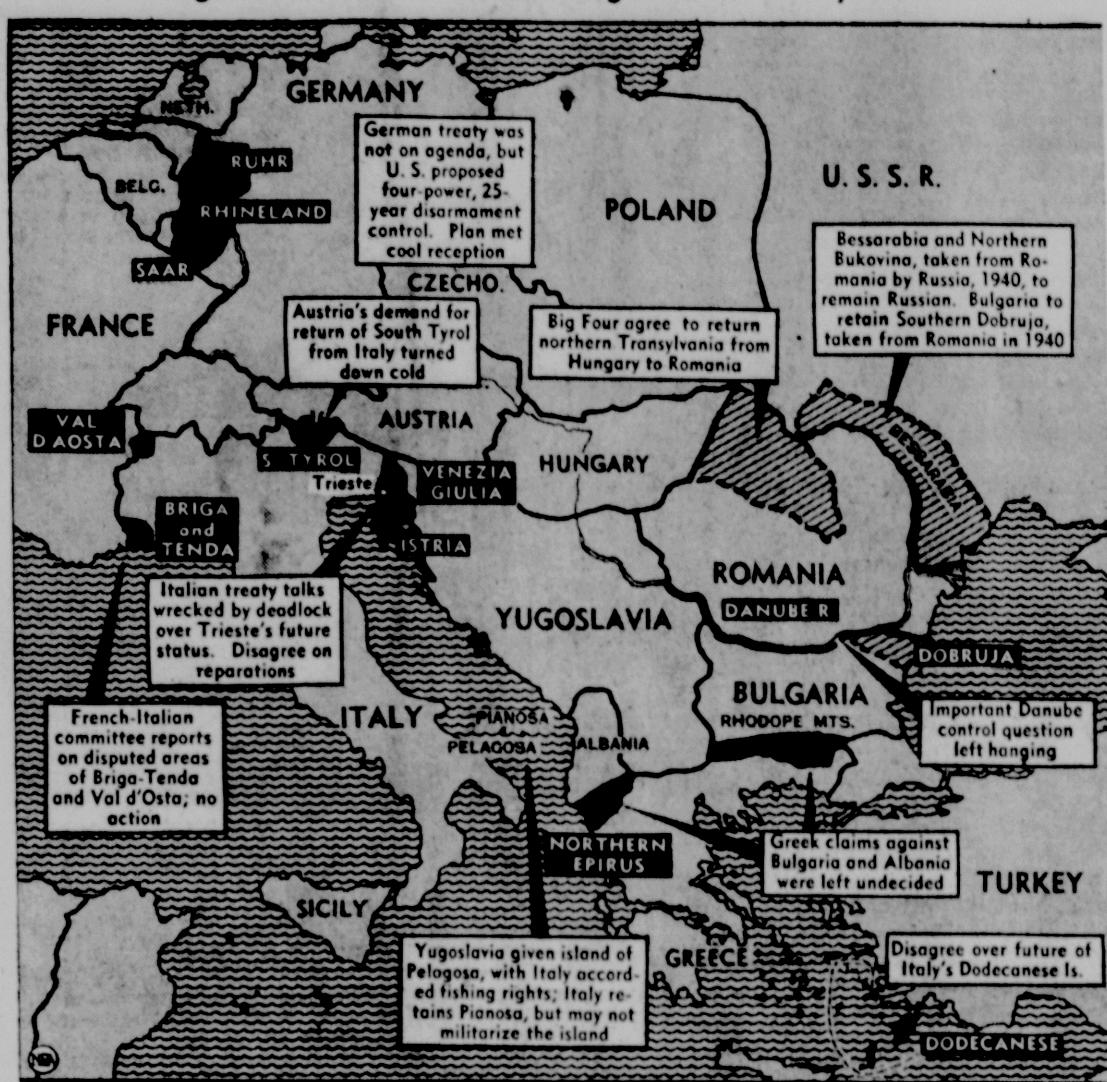 NETH.
GERMANY
German treaty was
not on agenda, but
U. S. proposed
four-power, 25-
year disarmament
control. Plan met
cool reception
RUHR
BELG.
RHINELAND
SAAR
POLAND
U. S. S. R.
Bessarabia and Northern
Bukovina, taken from Ro-
mania by Russia, 1940, to
remain Russian. Bulgaria to
retain Southern Dobruja,
taken from Romania in 1940
CZECHO.
FRANCE
Austria's demand for
return of South Tyrol
from Italy turned
down cold
Big Four agree to return
northern Transylvania from
Hungary to Romania
VAL
D'AOSTA
AUSTRIA
S. TYROL
Trieste
VENEZIA
GIULIA
HUNGARY
BESSARABIA
BRIGA
and
TENDA
ISTRIA
Italian treaty talks
wrecked by deadlock
over Trieste's future
status. Disagree on
reparations
ROMANIA
DANUBE R
YUGOSLAVIA
DOBRUJA
BULGARIA
RHODOPE MTS.
Important Danube
control question
left hanging
French-Italian
committee reports
on disputed areas
of Briga-Tenda
and Val d'Osta; no
action
ITALY
PIANOSA
PELAGOSA
ALBANIA
NORTHERN
EPIRUS
Greek claims against
Bulgaria and Albania
were left undecided
TURKEY
SICILY
Yugoslavia given island of
Pelogosa, with Italy accord-
ed fishing rights; Italy re-
tains Pianosa, but may not
militarize the island
GREECE
Disagree over future of
Italy's Dodecanese Is.
DODECANESE
NEA